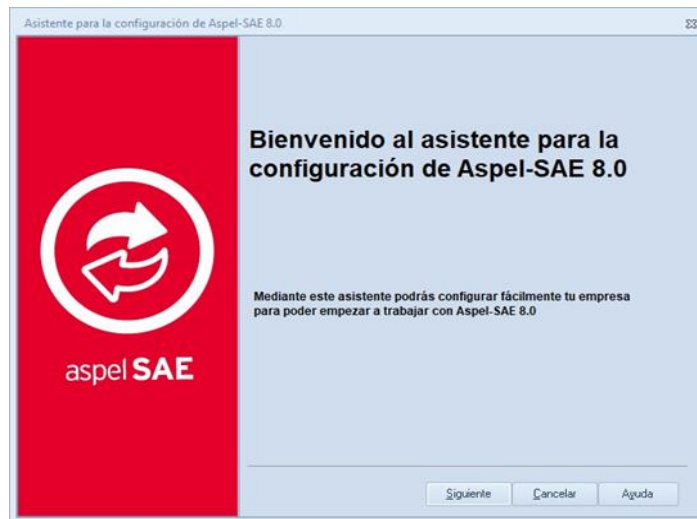 Asistente para la configuración de Aspel-SAE 8.0
Bienvenido al asistente para la
configuración de Aspel-SAE 8.0
Mediante este asistente podrás configurar fácilmente tu empresa
para poder empezar a trabajar con Aspel-SAE 8.0
aspel SAE
Siguiente
Cancelar
Ayuda